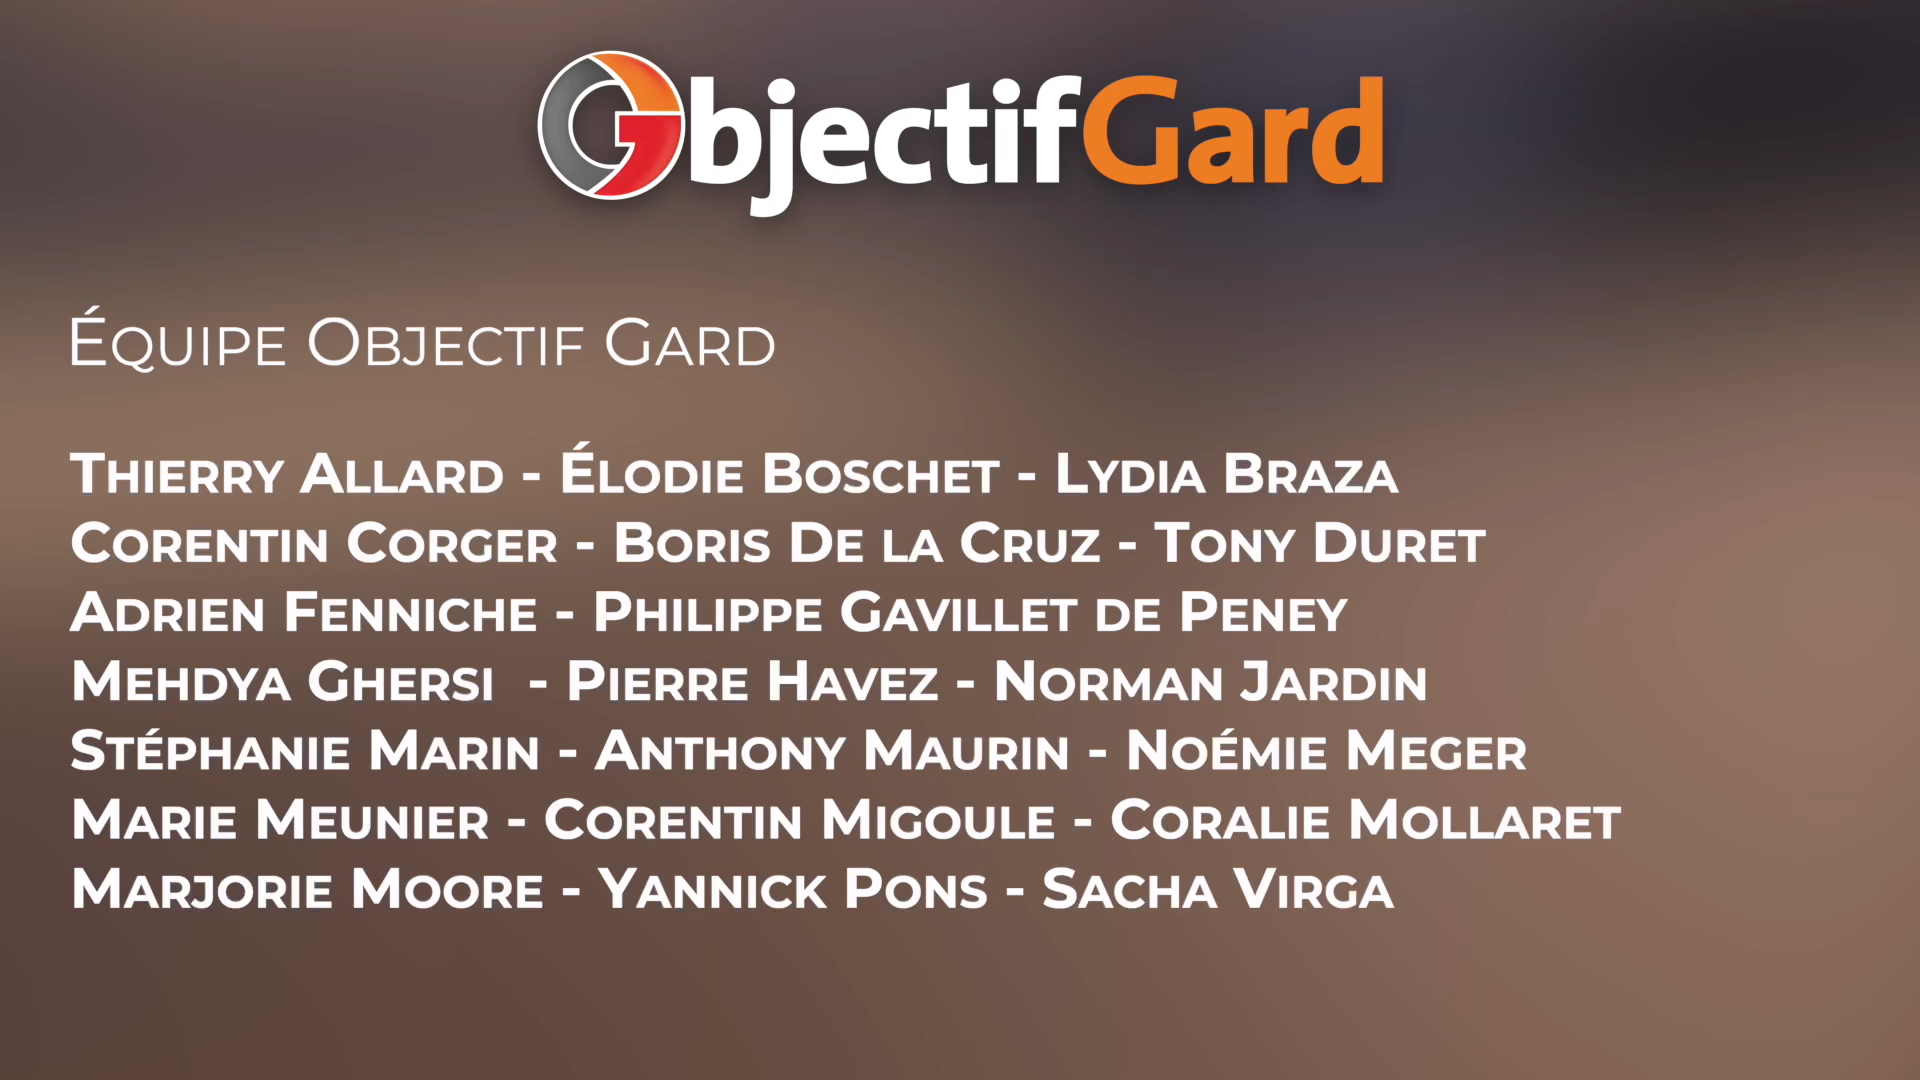 ObjectifGard
Équipe Objectif Gard
Thierry Allard - Élodie Boschet - Lydia Braza
Corentin Corger - Boris De la Cruz - Tony Duret
Adrien Fenniche - Philippe Gavillet de Peney
Mehdya Ghersi  - Pierre Havez - Norman Jardin
Stéphanie Marin - Anthony Maurin - Noémie Meger
Marie Meunier - Corentin Migoule - Coralie Mollaret
Marjorie Moore - Yannick Pons - Sacha Virga